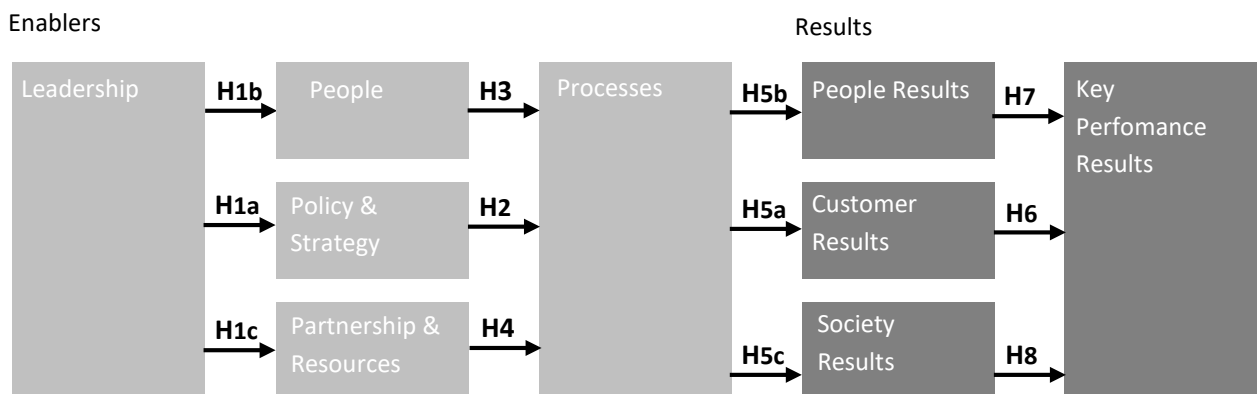 Enablers
Results
Leadership
H1b
People
H3
Processes
H5b
People Results
H7
Key
Perfomance
Results
H1a
Policy &
Strategy
H2
H5a
Customer
Results
H6
H1c
Partnership &
Resources
H4
H5c
Society
Results
H8